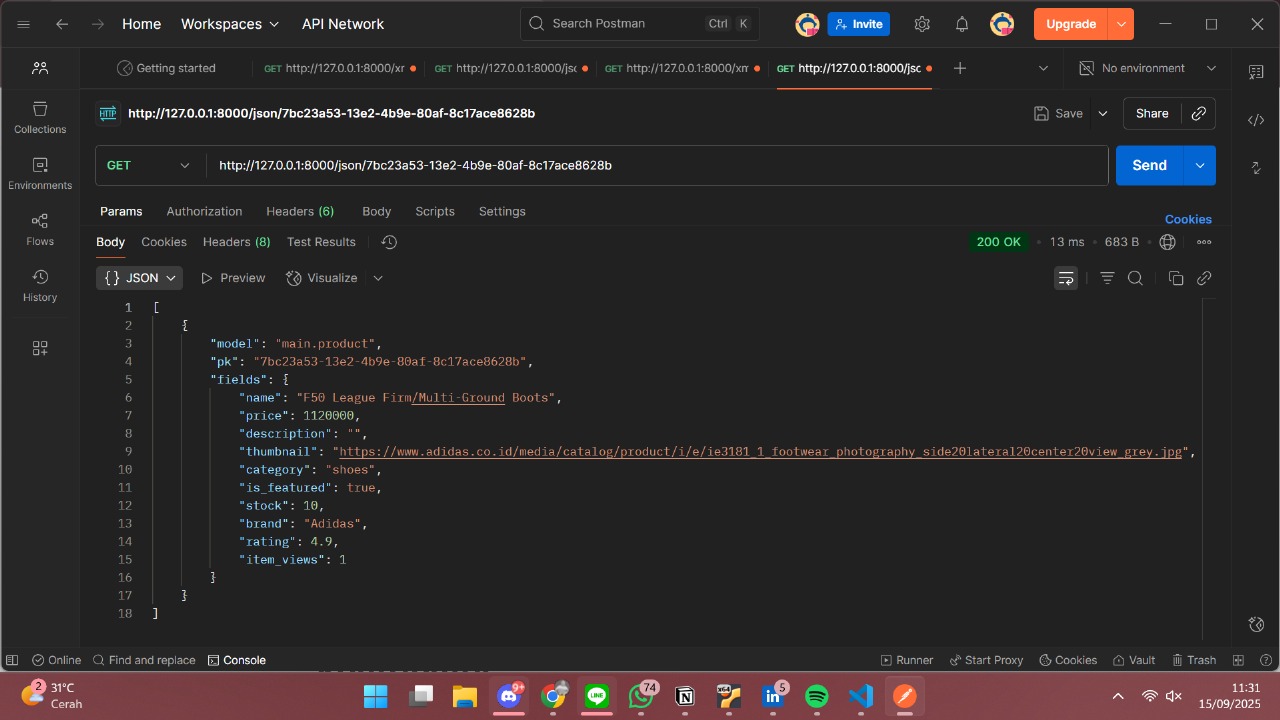 Home Workspaces API Network Search Postman Ctrl K Invite Upgrade
Getting started GET http://127.0.0.1:8000/xr GET http://127.0.0.1:8000/jsc GET http://127.0.0.1:8000/xm GET http://127.0.0.1:8000/jsc No environment
HTTP http://127.0.0.1:8000/json/7bc23a53-13e2-4b9e-80af-8c17ace8628b Save Share
Collections
Environments
Flows
History
GET http://127.0.0.1:8000/json/7bc23a53-13e2-4b9e-80af-8c17ace8628b Send
Params Authorization Headers (6) Body Scripts Settings Cookies
Body Cookies Headers (8) Test Results 200 OK • 13 ms • 683 B
{} JSON Preview Visualize
1 [
2 {
3 "model": "main.product",
4 "pk": "7bc23a53-13e2-4b9e-80af-8c17ace8628b",
5 "fields": {
6 "name": "F50 League Firm/Multi-Ground Boots",
7 "price": 1120000,
8 "description": "",
9 "thumbnail": "https://www.adidas.co.id/media/catalog/product/i/e/ie3181_1_footwear_photography_side20lateral20center20view_grey.jpg",
10 "category": "shoes",
11 "is_featured": true,
12 "stock": 10,
13 "brand": "Adidas",
14 "rating": 4.9,
15 "item_views": 1
16 }
17 }
18 ]
Online Find and replace Console Runner Start Proxy Cookies Vault Trash
2 31°C 9+ 74 x64 5 11:31
Cerah 15/09/2025